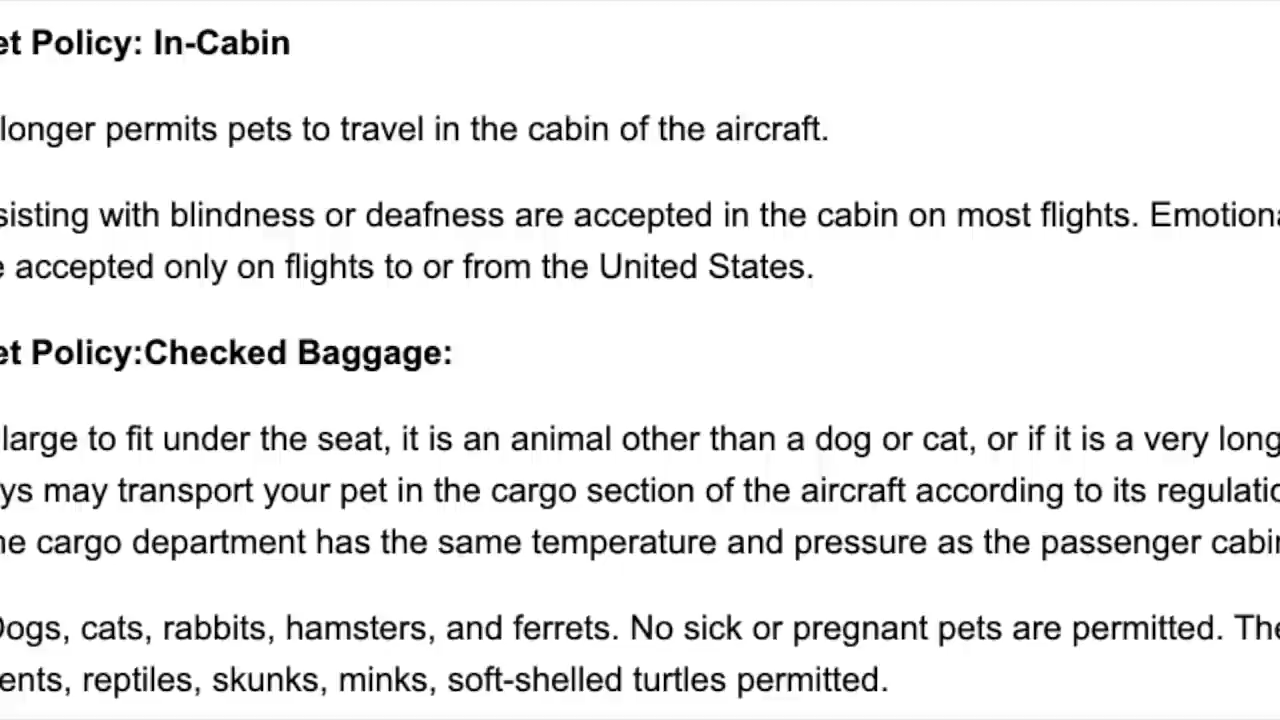 et Policy: In-Cabin
longer permits pets to travel in the cabin of the aircraft.
sisting with blindness or deafness are accepted in the cabin on most flights. Emotiona
e accepted only on flights to or from the United States.
et Policy:Checked Baggage:
large to fit under the seat, it is an animal other than a dog or cat, or if it is a very long
ys may transport your pet in the cargo section of the aircraft according to its regulatio
he cargo department has the same temperature and pressure as the passenger cabin
Dogs, cats, rabbits, hamsters, and ferrets. No sick or pregnant pets are permitted. The
ents, reptiles, skunks, minks, soft-shelled turtles permitted.